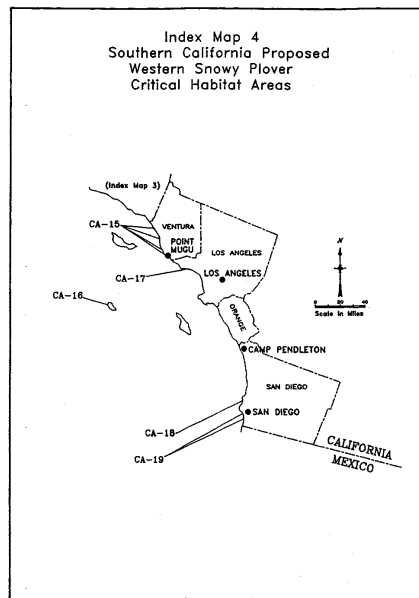 Index Map 4
Southern California Proposed
Western Snowy Plover
Critical Habitat Areas
(Index Map 3)
CA-15
VENTURA
POINT
MUGU
LOS ANGELES
LOS ANGELES
CA-17
CA-16
N
0 20 40
Scale in Miles
ORANGE
CAMP PENDLETON
SAN DIEGO
SAN DIEGO
CA-18
CA-19
CALIFORNIA
MEXICO